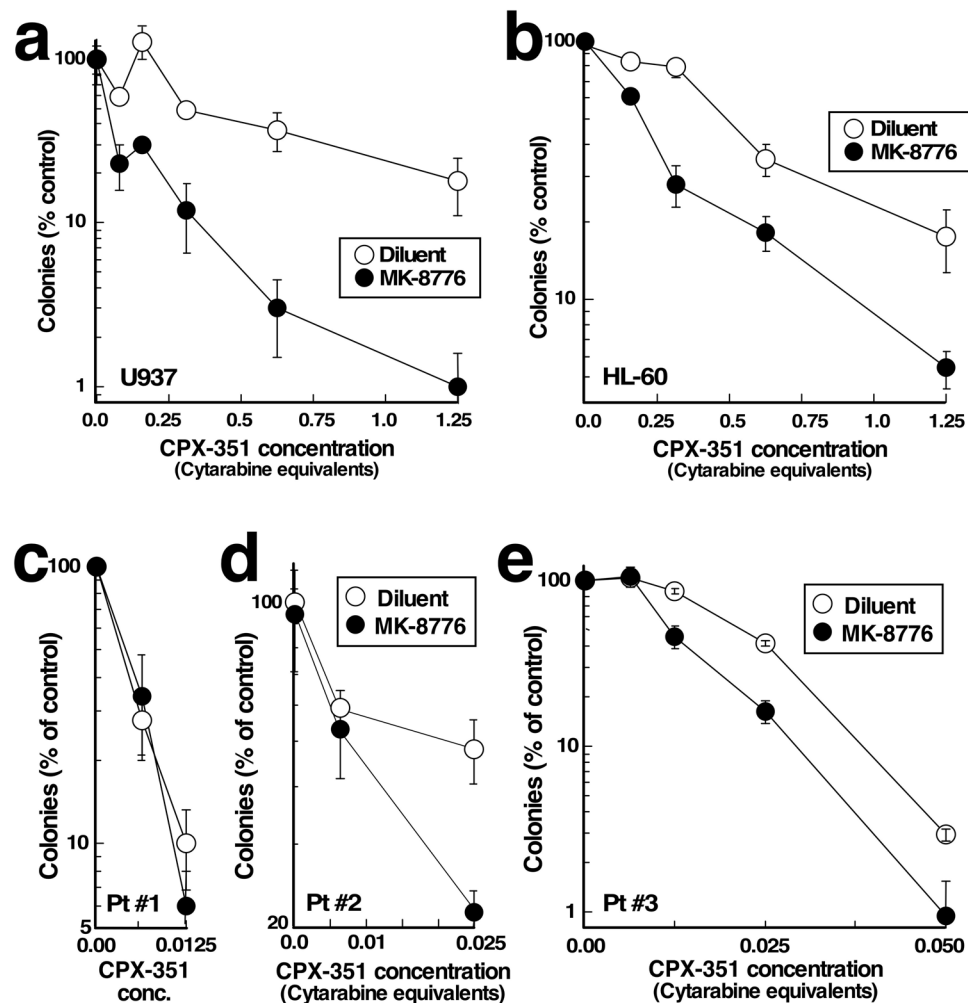 a
100
10
1
Colonies (% control)
Diluent
MK-8776
U937
0.0 0.25 0.50 0.75 1.0 1.25
CPX-351 concentration
(Cytarabine equivalents)
b
100
10
Colonies (% control)
Diluent
MK-8776
HL-60
0.0 0.25 0.50 0.75 1.0 1.25
CPX-351 concentration
(Cytarabine equivalents)
c
100
10
5
Colonies (% of control)
Pt #1
0.00 0.0125
CPX-351
conc.
d
100
20
Colonies (% of control)
Diluent
MK-8776
Pt #2
0.0 0.01 0.025
CPX-351 concentration
(Cytarabine equivalents)
e
100
10
1
Colonies (% of control)
Diluent
MK-8776
Pt #3
0.00 0.025 0.050
CPX-351 concentration
(Cytarabine equivalents)